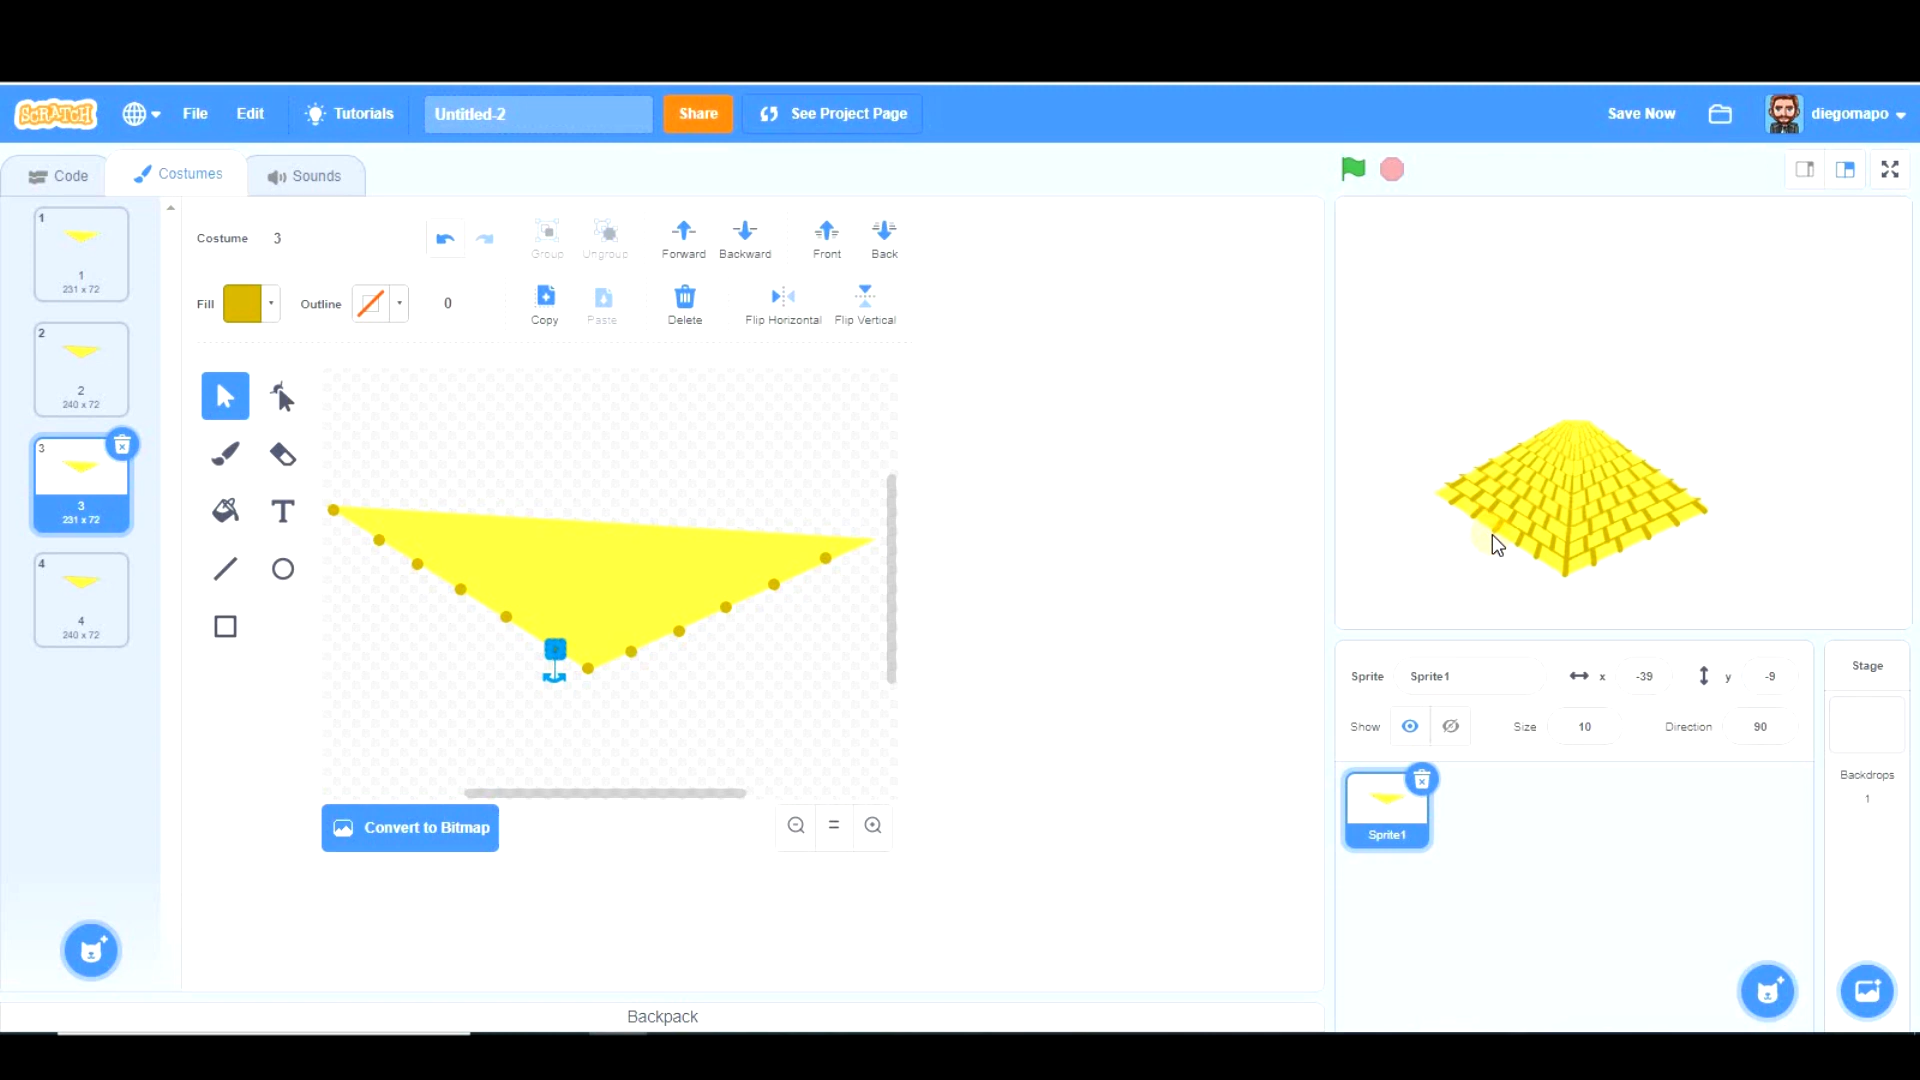 SCRATCH File Edit Tutorials Untitled-2 Share See Project Page Save Now diegomapo
Code Costumes Sounds
1
1
231 x 72
2
2
240 x 72
3
3
231 x 72
4
4
240 x 72
Costume 3
Group Ungroup Forward Backward Front Back
Fill Outline 0
Copy Paste Delete Flip Horizontal Flip Vertical
T
Convert to Bitmap
Backpack
Sprite Sprite1 x -39 y -9
Show Size 10 Direction 90
Sprite1
Stage
Backdrops
1